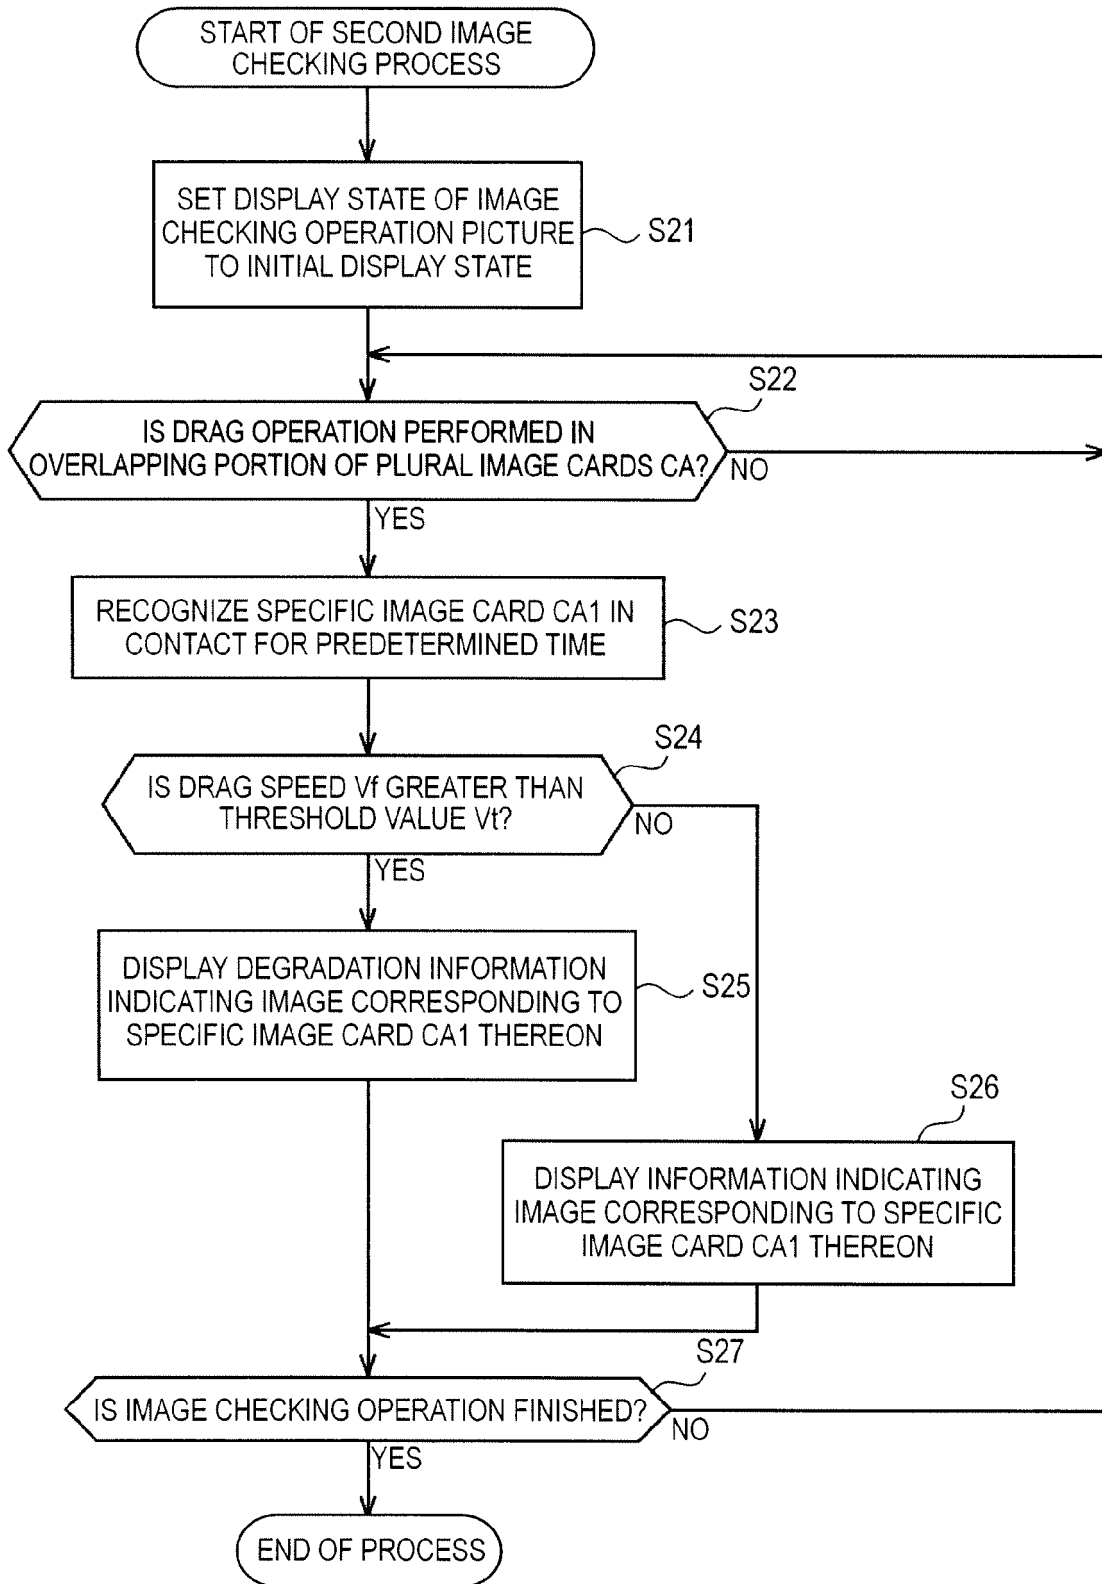 START OF SECOND IMAGE
CHECKING PROCESS
SET DISPLAY STATE OF IMAGE
CHECKING OPERATION PICTURE
TO INITIAL DISPLAY STATE
S21
S22
IS DRAG OPERATION PERFORMED IN
OVERLAPPING PORTION OF PLURAL IMAGE CARDS CA?
NO
YES
RECOGNIZE SPECIFIC IMAGE CARD CA1 IN
CONTACT FOR PREDETERMINED TIME
S23
S24
IS DRAG SPEED Vf GREATER THAN
THRESHOLD VALUE Vt?
NO
YES
DISPLAY DEGRADATION INFORMATION
INDICATING IMAGE CORRESPONDING TO
SPECIFIC IMAGE CARD CA1 THEREON
S25
S26
DISPLAY INFORMATION INDICATING
IMAGE CORRESPONDING TO SPECIFIC
IMAGE CARD CA1 THEREON
S27
IS IMAGE CHECKING OPERATION FINISHED?
NO
YES
END OF PROCESS